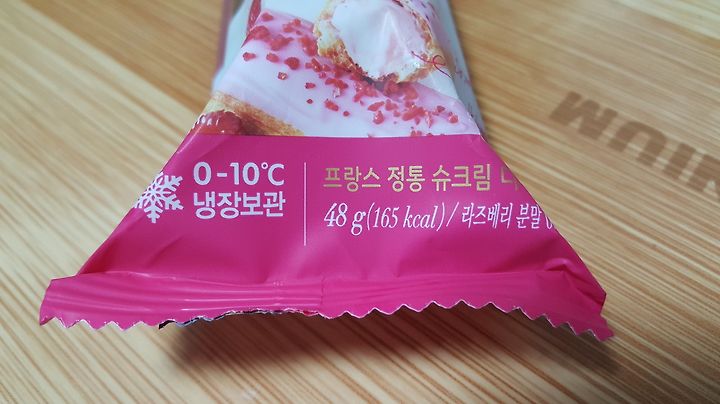 0-10℃
냉장보관
프랑스 정통 슈크림
48 g(165 kcal)/ 라즈베리 분말
NIUM